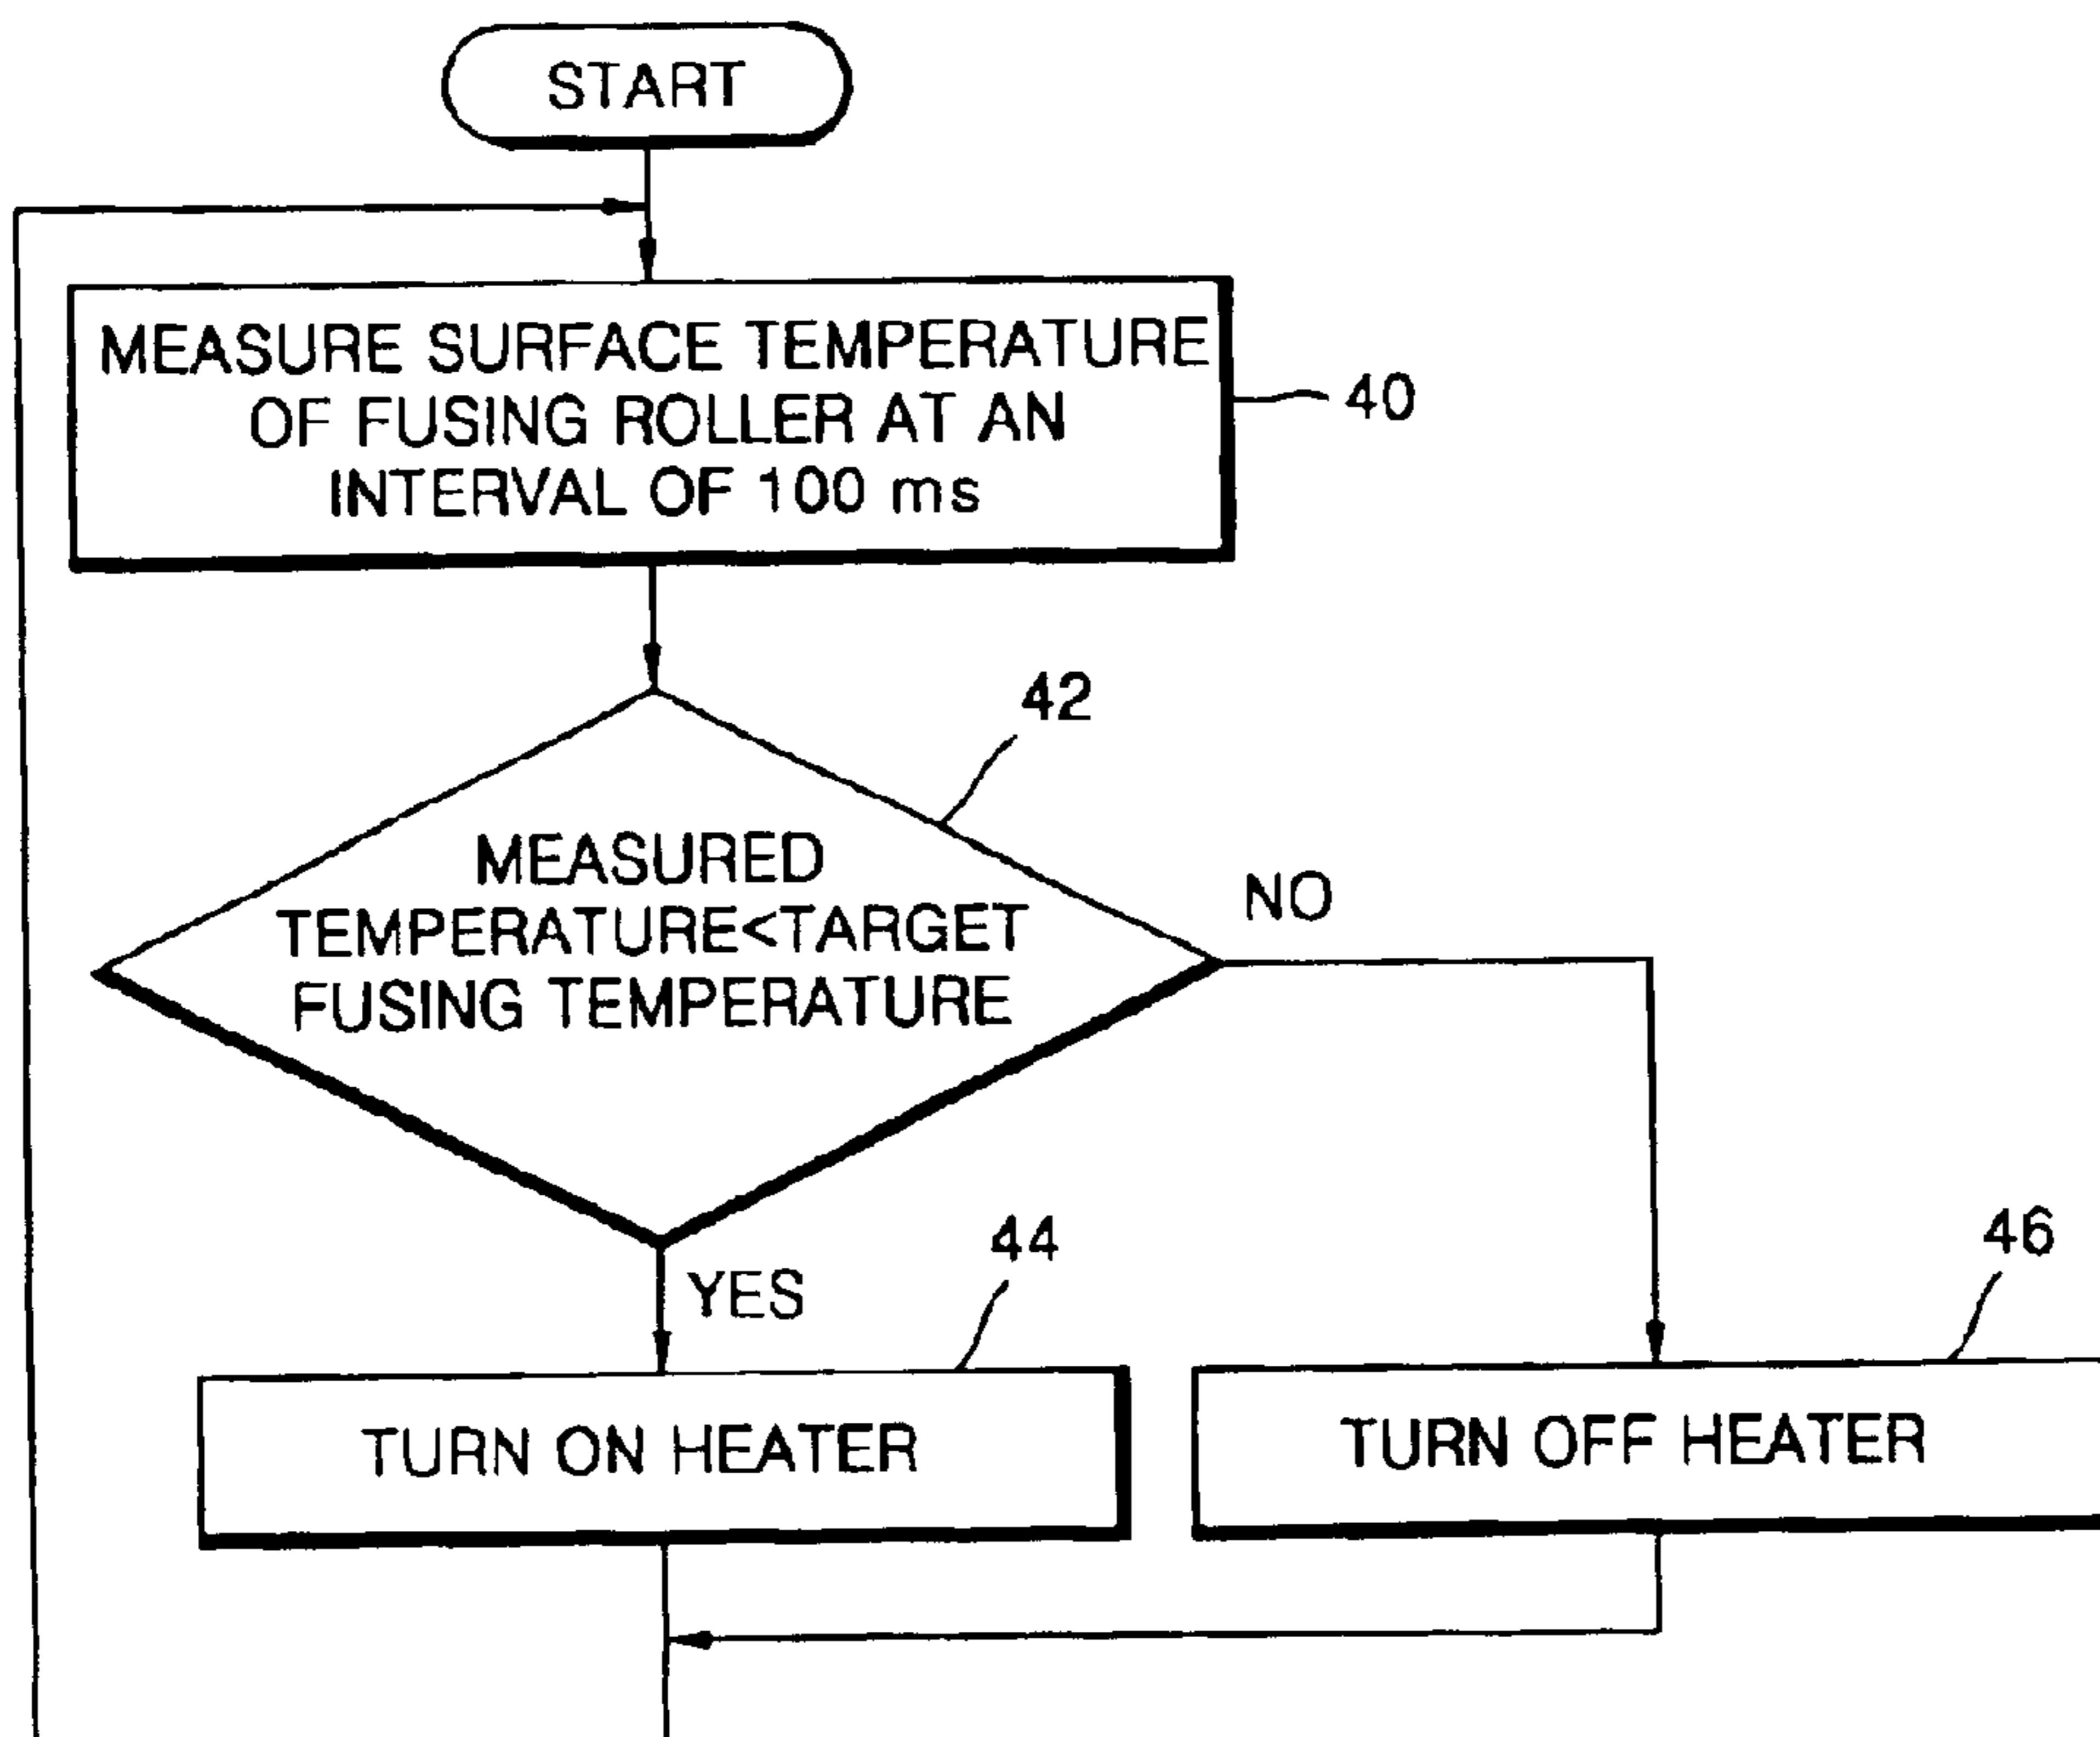 START
MEASURE SURFACE TEMPERATURE
OF FUSING ROLLER AT AN
INTERVAL OF 100 ms
40
42
MEASURED
TEMPERATURE<TARGET
FUSING TEMPERATURE
NO
YES
44
46
TURN ON HEATER
TURN OFF HEATER